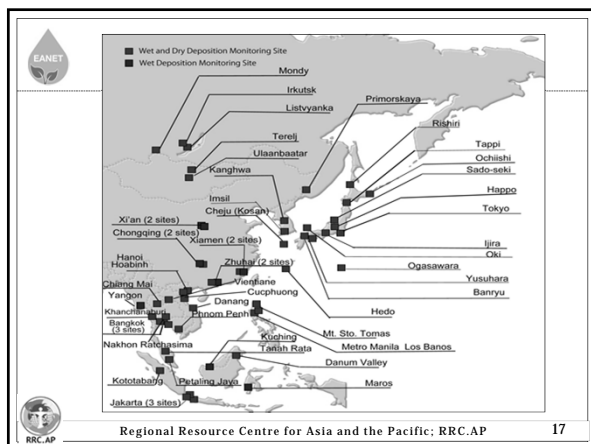 EANET
Wet and Dry Deposition Monitoring Site
Wet Deposition Monitoring Site
Mondy
Irkutsk
Listvyanka
Primorskaya
Rishiri
Terelj
Tappi
Ulaanbaatar
Ochiishi
Kanghwa
Sado-seki
Happo
Imsil
Tokyo
Cheju (Kosan)
Xi'an (2 sites)
Chongqing (2 sites)
Ijira
Xiamen (2 sites)
Oki
Hanoi
Zhuhai (2 sites)
Ogasawara
Hoabinh
Yusuhara
Vientiane
Chiang Mai
Cucphuong
Banryu
Yangon
Danang
Hedo
Khanchanaburi
Phnom Penh
Bangkok
(3 sites)
Mt. Sto. Tomas
Nakhon Ratchasima
Kuching
Metro Manila Los Banos
Tanah Rata
Danum Valley
Kototabang
Petaling Jaya
Maros
Jakarta (3 sites)
RRC.AP
Regional Resource Centre for Asia and the Pacific; RRC.AP
17